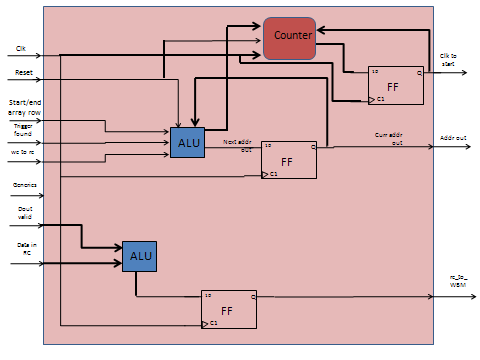 Clk
Reset
Start/end
array row
Trigger
found
wc to rc
Generics
Dout
valid
Data in
RC
Counter
1D
Q
FF
C1
Clk to
start
ALU
Next addr
out
1D
Q
FF
C1
Curr addr
out
Addr out
ALU
1D
Q
FF
C1
rc_to_
WBM